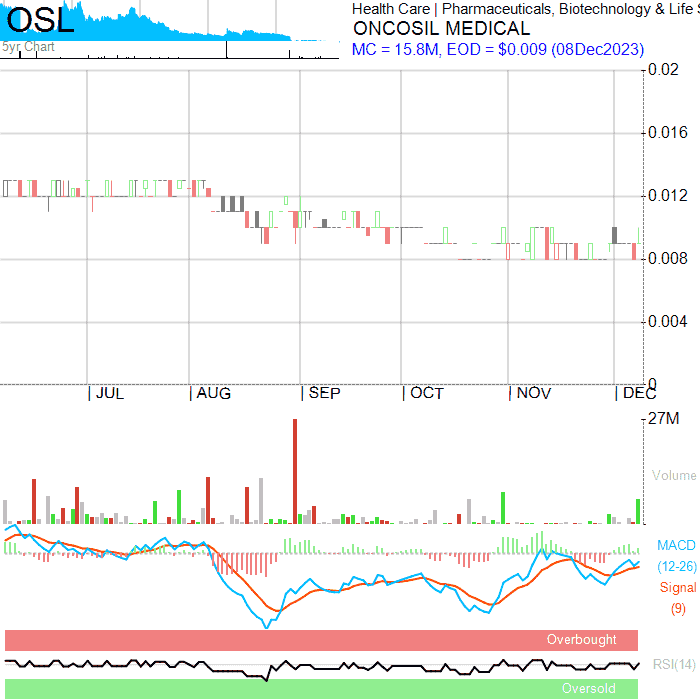 OSL
5yr Chart
Health Care | Pharmaceuticals, Biotechnology & Life S
ONCOSIL MEDICAL
MC = 15.8M, EOD = $0.009 (08Dec2023)
0.02
0.016
0.012
0.008
0.004
0
JUL AUG SEP OCT NOV DEC
27M
Volume
MACD
(12-26)
Signal
(9)
Overbought
RSI(14)
Oversold